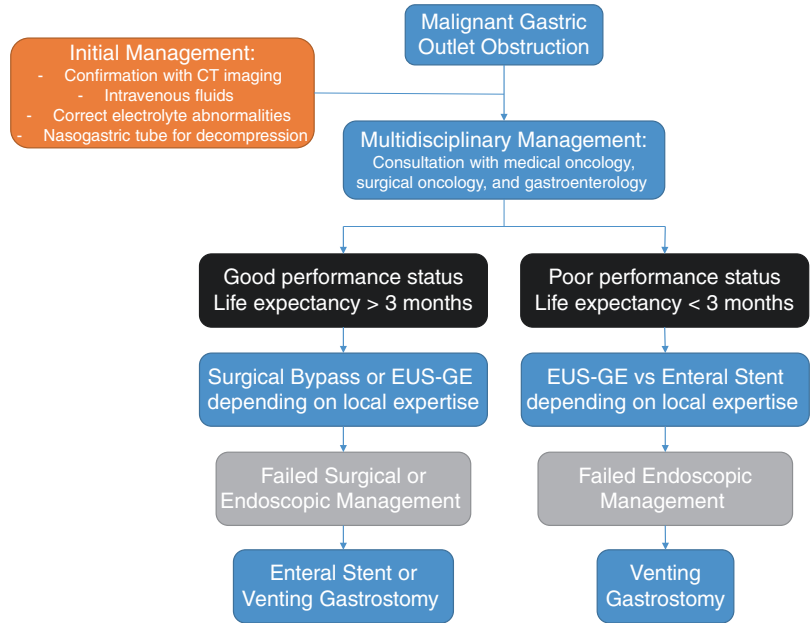 Malignant Gastric
Outlet Obstruction
Initial Management:
- Confirmation with CT imaging
- Intravenous fluids
- Correct electrolyte abnormalities
- Nasogastric tube for decompression
Multidisciplinary Management:
Consultation with medical oncology,
surgical oncology, and gastroenterology
Good performance status
Life expectancy > 3 months
Poor performance status
Life expectancy < 3 months
Surgical Bypass or EUS-GE
depending on local expertise
EUS-GE vs Enteral Stent
depending on local expertise
Failed Surgical or
Endoscopic Management
Failed Endoscopic
Management
Enteral Stent or
Venting Gastrostomy
Venting
Gastrostomy